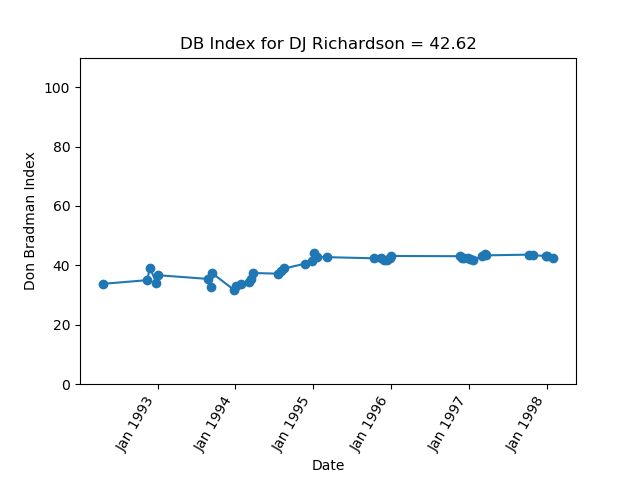 DB Index for DJ Richardson = 42.62
100
80
60
40
20
0
Don Bradman Index
Jan 1993
Jan 1994
Jan 1995
Jan 1996
Jan 1997
Jan 1998
Date